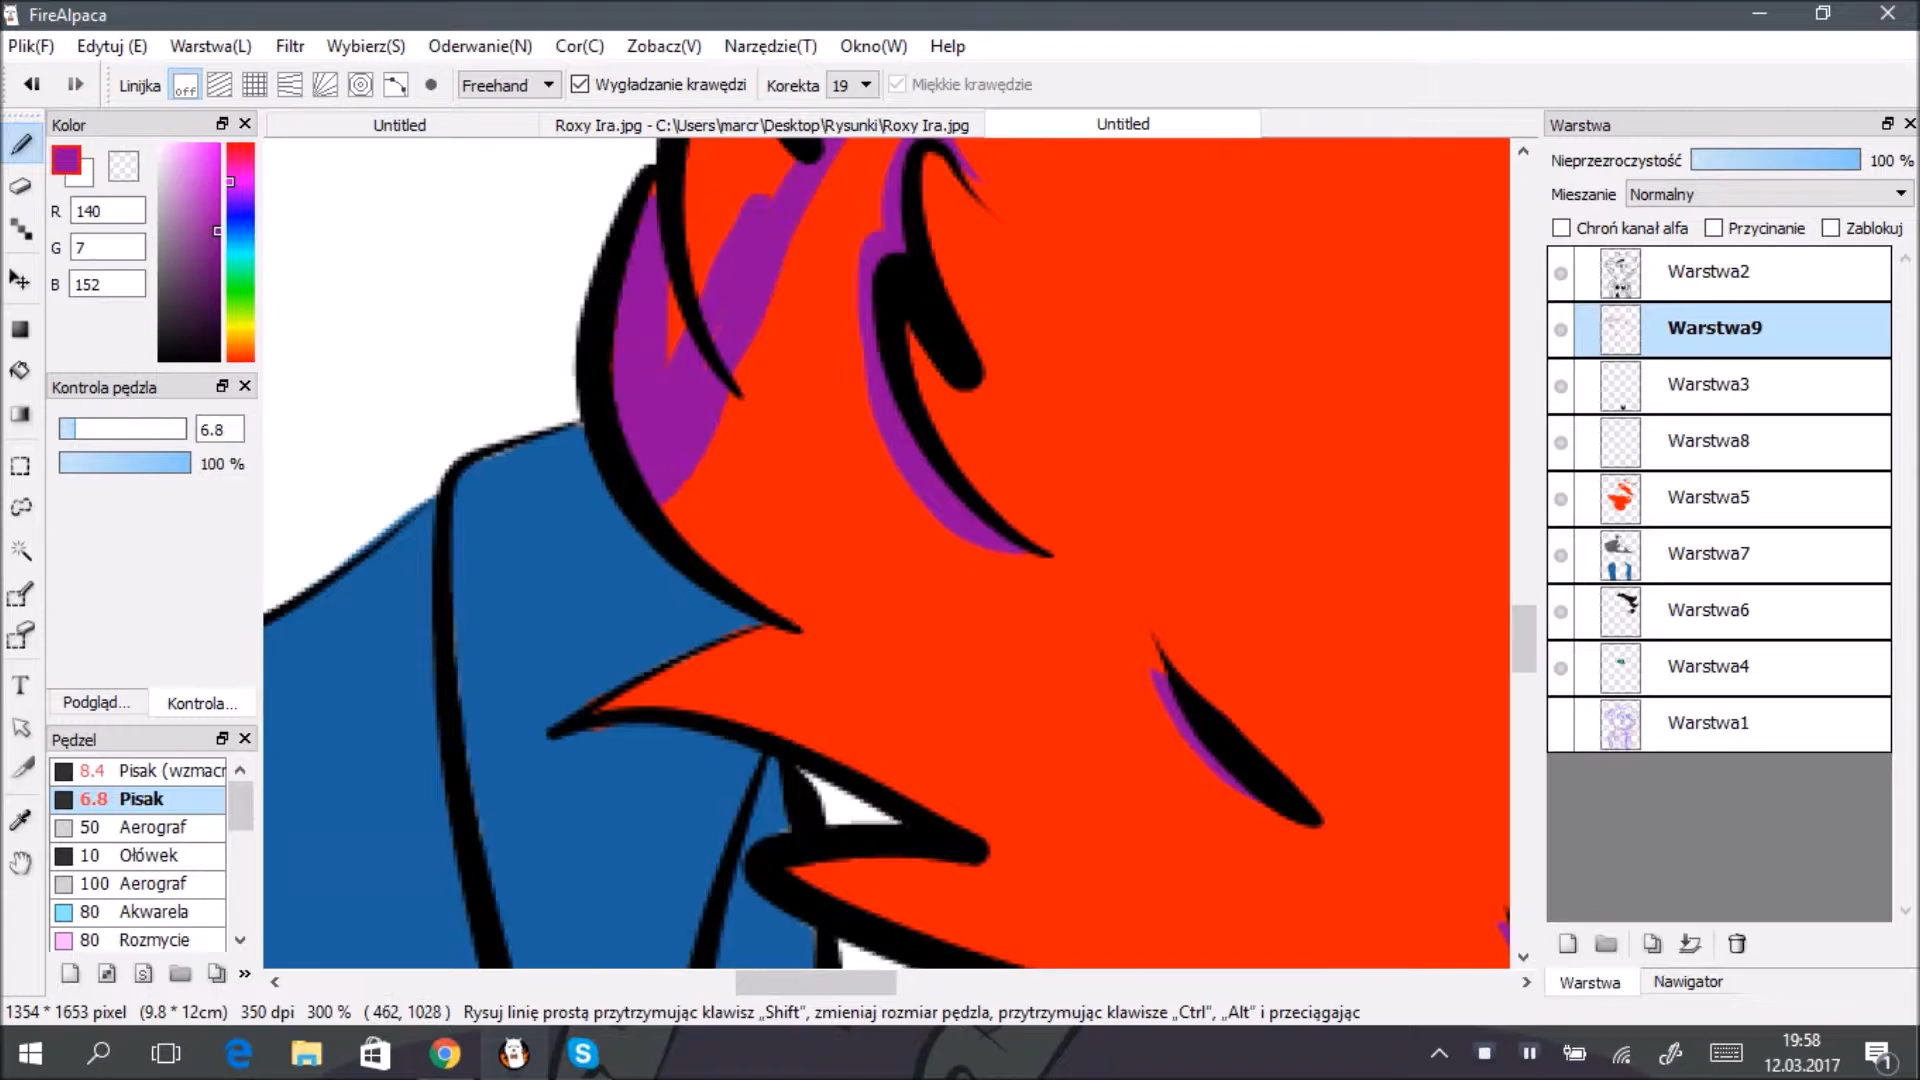 FireAlpaca
Plik(F) Edytuj (E) Warstwa(L) Filtr Wybierz(S) Oderwanie(N) Cor(C) Zobacz(V) Narzędzie(T) Okno(W) Help
Linijka off Freehand Wygładzanie krawędzi Korekta 19 Miękkie krawędzie
Kolor
Untitled
Roxy Ira.jpg - C:\Users\marcr\Desktop\Rysunki\Roxy Ira.jpg
Untitled
Warstwa
R 140
G 7
B 152
Kontrola pędzla
6.8
100 %
Podgląd...
Kontrola...
Pędzel
8.4 Pisak (wzmacr
6.8 Pisak
50 Aerograf
10 Ołówek
100 Aerograf
80 Akwarela
80 Rozmycie
Nieprzezroczystość 100 %
Mieszanie Normalny
Chroń kanał alfa Przycinanie Zablokuj
Warstwa2
Warstwa9
Warstwa3
Warstwa8
Warstwa5
Warstwa7
Warstwa6
Warstwa4
Warstwa1
Warstwa
Nawigator
1354 * 1653 pixel (9.8 * 12cm) 350 dpi 300 % ( 462, 1028 ) Rysuj linię prostą przytrzymując klawisz „Shift”, zmieniaj rozmiar pędzla, przytrzymując klawisze „Ctrl”, „Alt” i przeciągając
19:58
12.03.2017
1